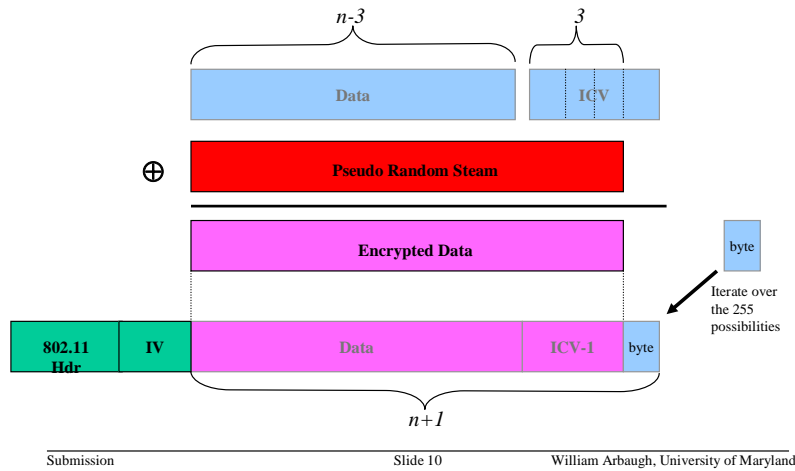 n-3
3
Data
ICV
⊕
Pseudo Random Steam
Encrypted Data
byte
Iterate over
the 255
possibilities
802.11
Hdr
IV
Data
ICV-1
byte
n+1
Submission
Slide 10
William Arbaugh, University of Maryland